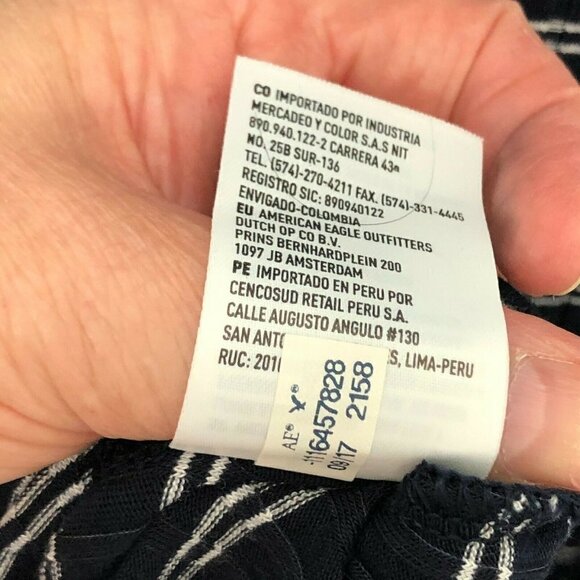 CO IMPORTADO POR INDUSTRIA
MERCADEO Y COLOR S.A.S NIT
890.940.122-2 CARRERA 43a
NO. 25B SUR-136
TEL. (574)-270-4211 FAX. (574)-331-4445
REGISTRO SIC: 890940122
ENVIGADO-COLOMBIA
EU AMERICAN EAGLE OUTFITTERS
DUTCH OP CO B.V.
PRINS BERNHARDPLEIN 200
1097 JB AMSTERDAM
PE IMPORTADO EN PERU POR
CENCOSUD RETAIL PERU S.A.
CALLE AUGUSTO ANGULO #130
SAN ANTO ES, LIMA-PERU
RUC: 201
AE®
-1116457828
09/17 2158